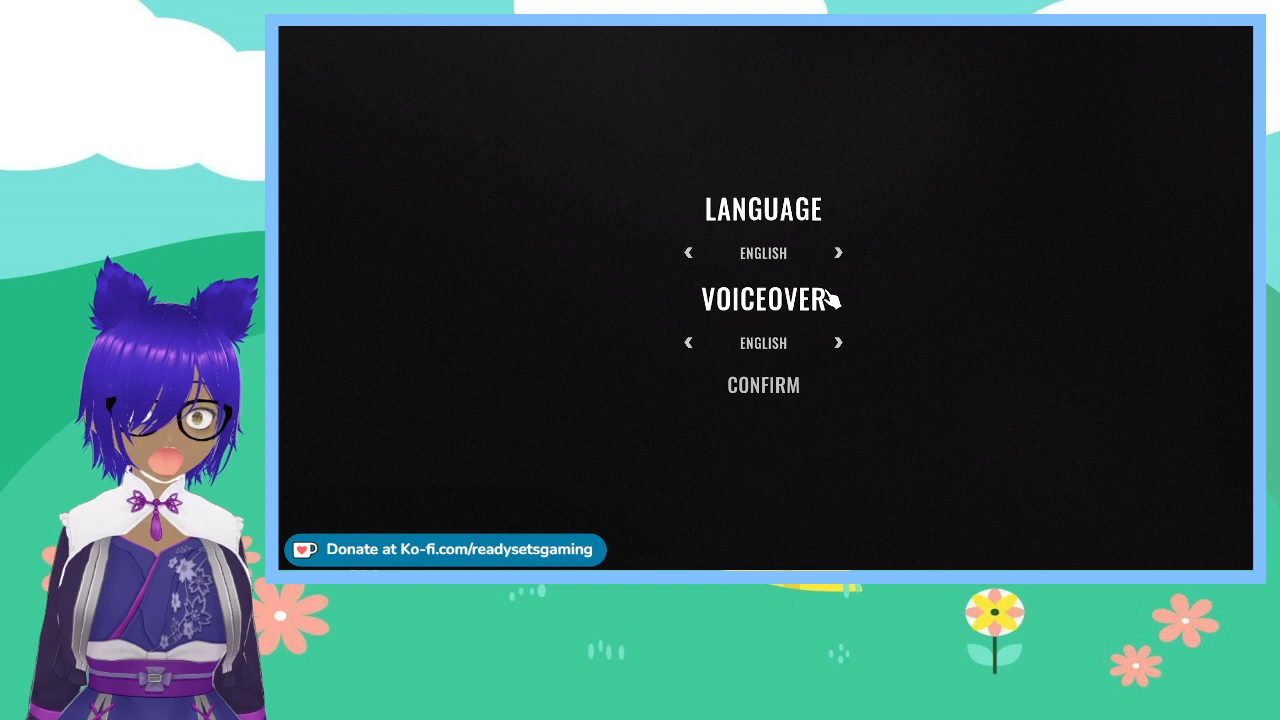 LANGUAGE
ENGLISH
VOICEOVER
ENGLISH
CONFIRM
Donate at Ko-fi.com/readysetsgaming